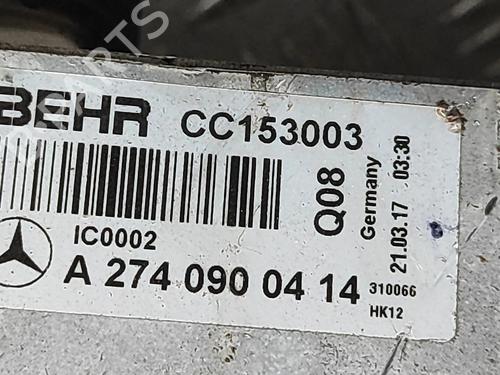 BEHR CC153003
IC0002
A 274 090 04 14
Q08
Germany
21.03.17 03:30
310066
HK12